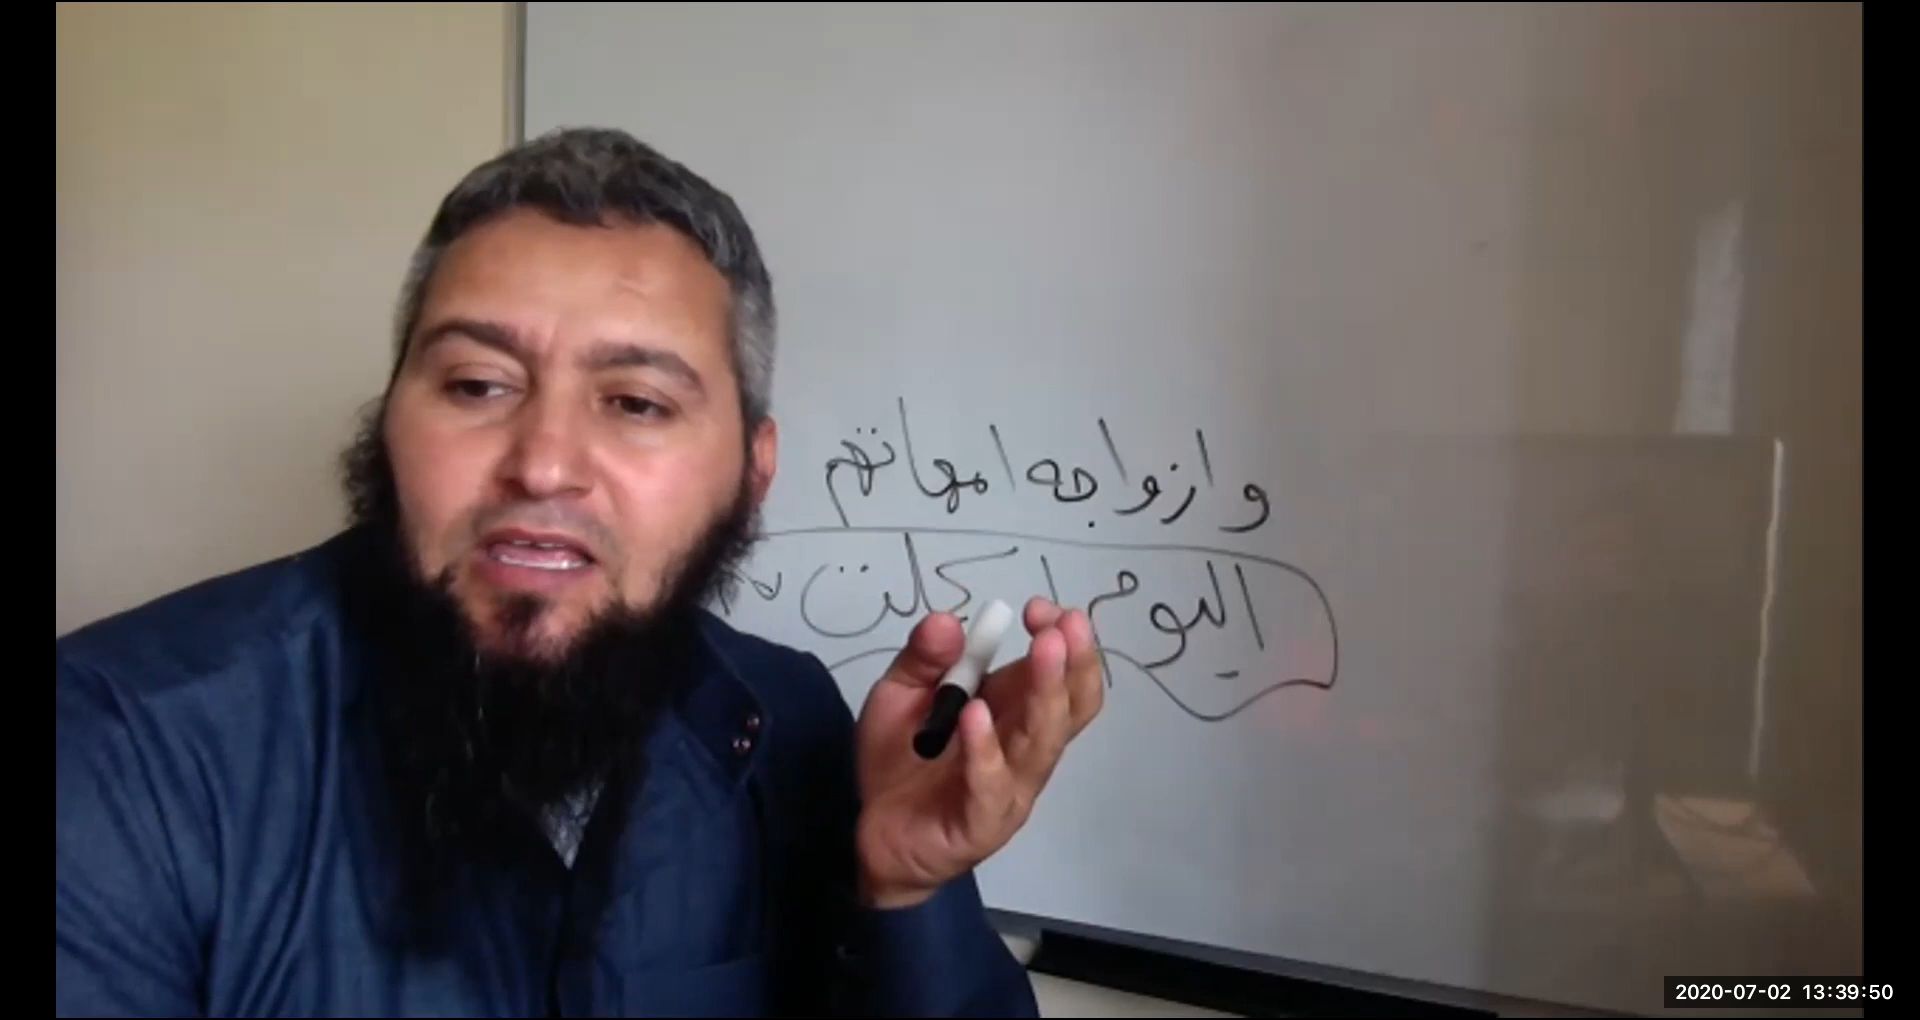 وازواجه امهاتهم
اليوم اكملت
2020-07-02 13:39:50